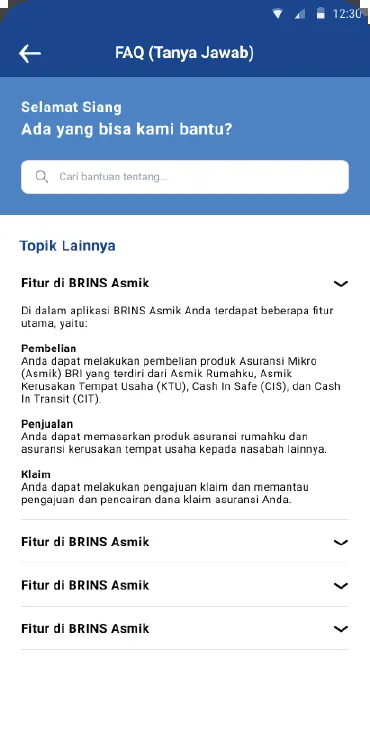 12:30
FAQ (Tanya Jawab)
Selamat Siang
Ada yang bisa kami bantu?
Cari bantuan tentang...
Topik Lainnya
Fitur di BRINS Asmik
Di dalam aplikasi BRINS Asmik Anda terdapat beberapa fitur
utama, yaitu:
Pembelian
Anda dapat melakukan pembelian produk Asuransi Mikro
(Asmik) BRI yang terdiri dari Asmik Rumahku, Asmik
Kerusakan Tempat Usaha (KTU), Cash In Safe (CIS), dan Cash
In Transit (CIT).
Penjualan
Anda dapat memasarkan produk asuransi rumahku dan
asuransi kerusakan tempat usaha kepada nasabah lainnya.
Klaim
Anda dapat melakukan pengajuan klaim dan memantau
pengajuan dan pencairan dana klaim asuransi Anda.
Fitur di BRINS Asmik
Fitur di BRINS Asmik
Fitur di BRINS Asmik